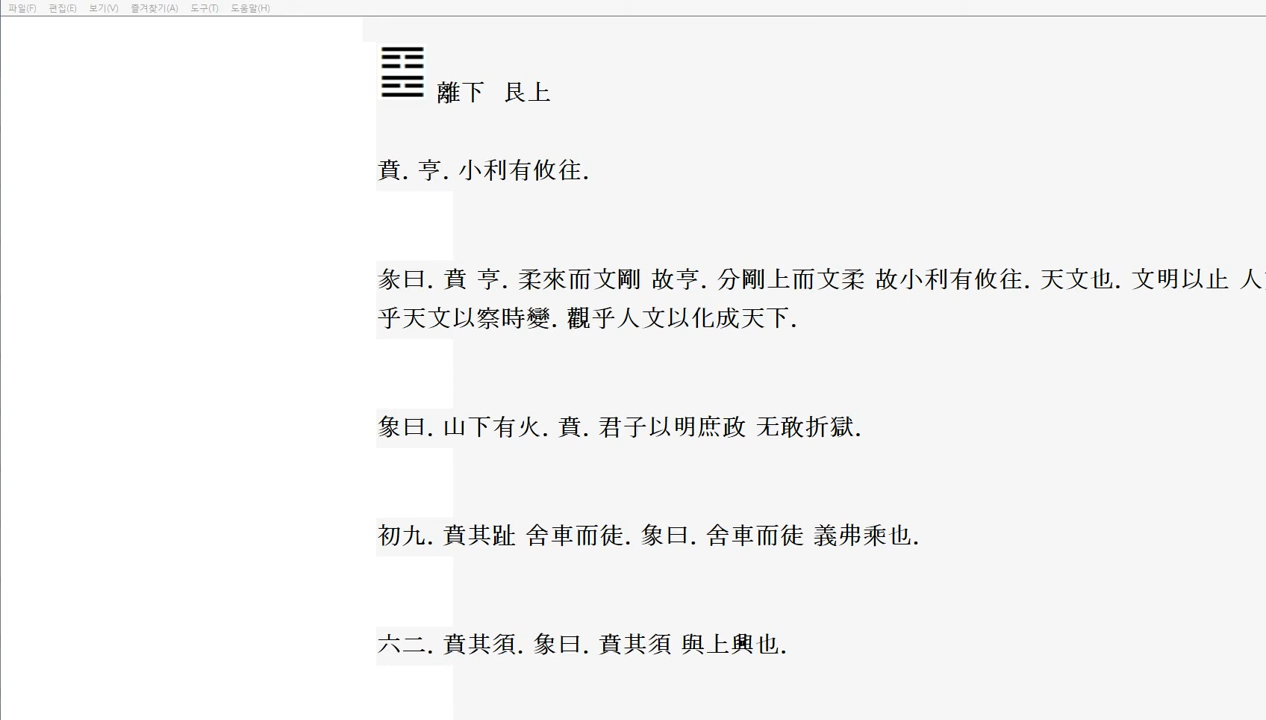 파일(F) 편집(E) 보기(V) 즐겨찾기(A) 도구(T) 도움말(H)
離下 艮上
賁. 亨. 小利有攸往.
彖曰. 賁 亨. 柔來而文剛 故亨. 分剛上而文柔 故小利有攸往. 天文也. 文明以止 人
乎天文以察時變. 觀乎人文以化成天下.
象曰. 山下有火. 賁. 君子以明庶政 无敢折獄.
初九. 賁其趾 舍車而徒. 象曰. 舍車而徒 義弗乘也.
六二. 賁其須. 象曰. 賁其須 與上興也.